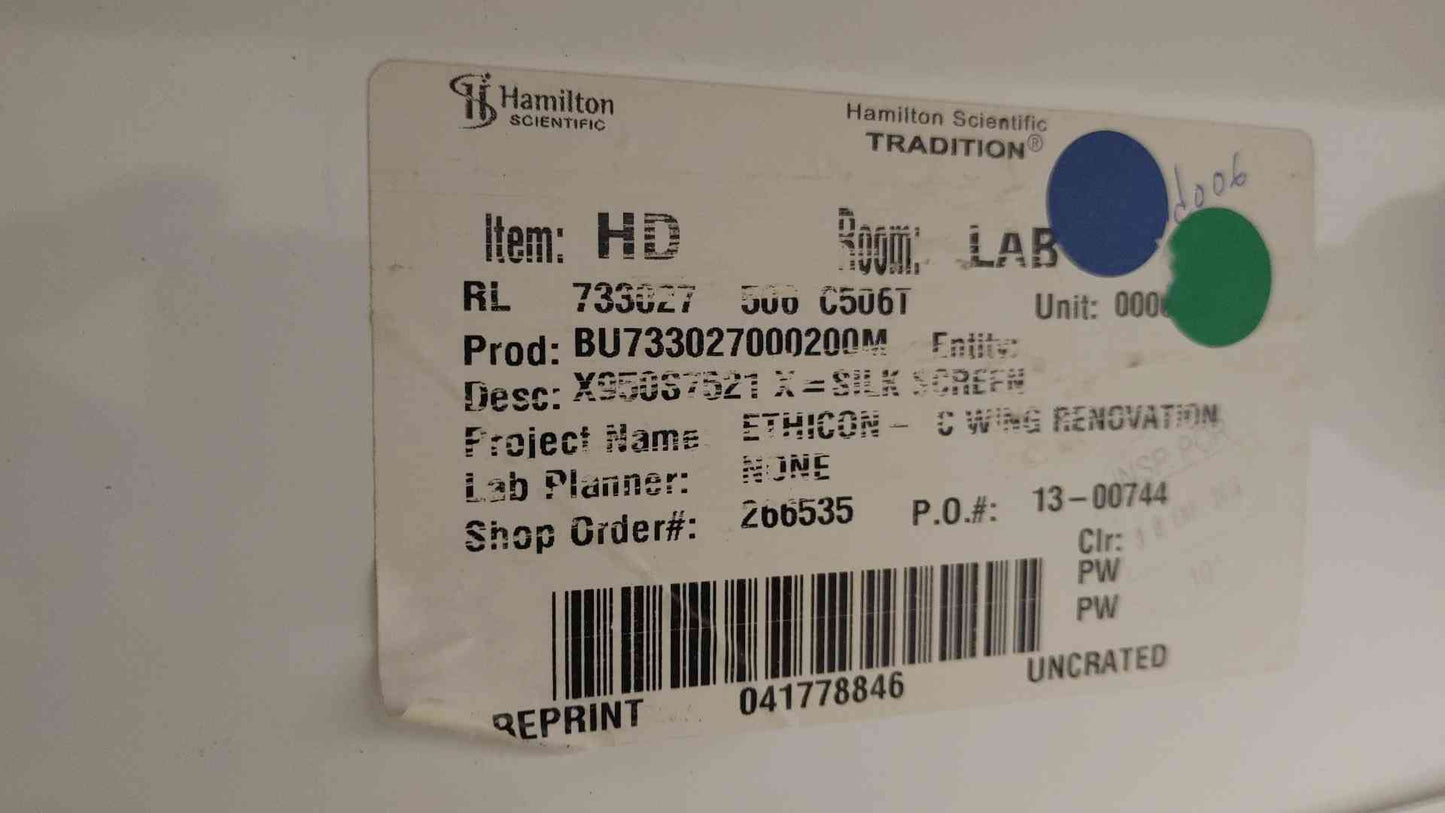 Hamilton
SCIENTIFIC
Hamilton Scientific
TRADITION®
Item: HD Room: LAB
RL 733027 506 C506T Unit:
Prod: BU733027000200M Entity:
Desc: X950S7521 X=SILK SCREEN
Project Name ETHICON - C WING RENOVATION
Lab Planner: NONE
Shop Order#: 266535 P.O.#: 13-00744
Clr:
PW
PW
041778846 UNCRATED
REPRINT